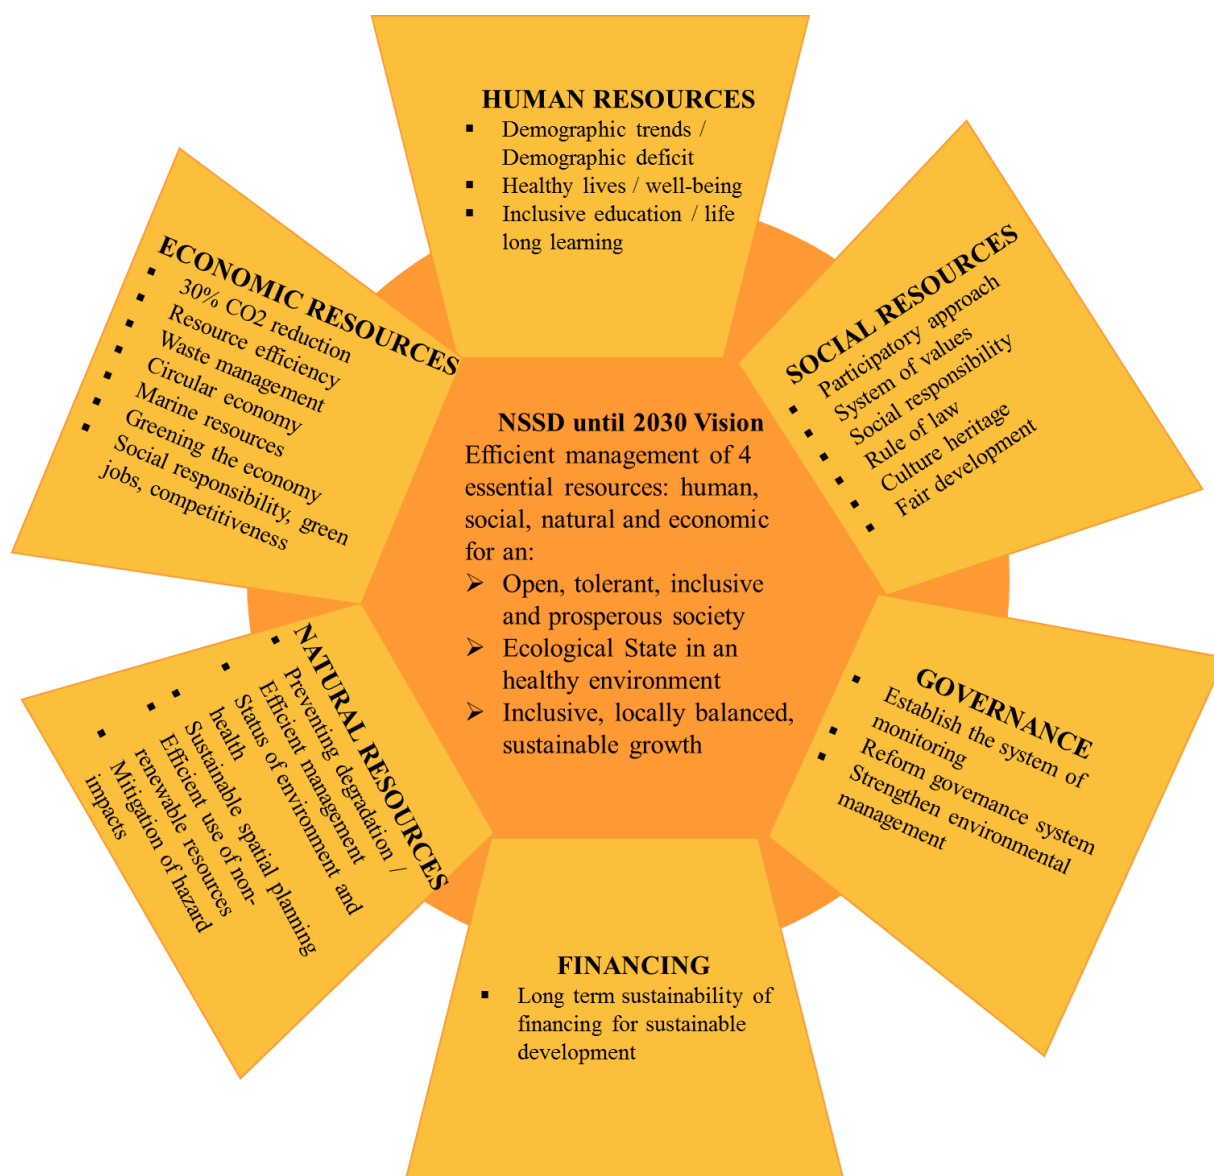 HUMAN RESOURCES
▪ Demographic trends /
Demographic deficit
▪ Healthy lives / well-being
▪ Inclusive education / life
long learning
SOCIAL RESOURCES
▪ Participatory approach
▪ System of values
▪ Social responsibility
▪ Rule of law
▪ Culture heritage
▪ Fair development
GOVERNANCE
▪ Establish the system of
monitoring
▪ Reform governance system
▪ Strengthen environmental
management
FINANCING
▪ Long term sustainability of
financing for sustainable
development
NATURAL RESOURCES
▪ Preventing degradation /
Efficient management
▪ Status of environment and
health
▪ Sustainable spatial planning
▪ Efficient use of non-
renewable resources
▪ Mitigation of hazard
impacts
ECONOMIC RESOURCES
▪ 30% CO2 reduction
▪ Resource efficiency
▪ Waste management
▪ Circular economy
▪ Marine resources
▪ Greening the economy
▪ Social responsibility, green
jobs, competitiveness
NSSD until 2030 Vision
Efficient management of 4
essential resources: human,
social, natural and economic
for an:
➢ Open, tolerant, inclusive
and prosperous society
➢ Ecological State in an
healthy environment
➢ Inclusive, locally balanced,
sustainable growth